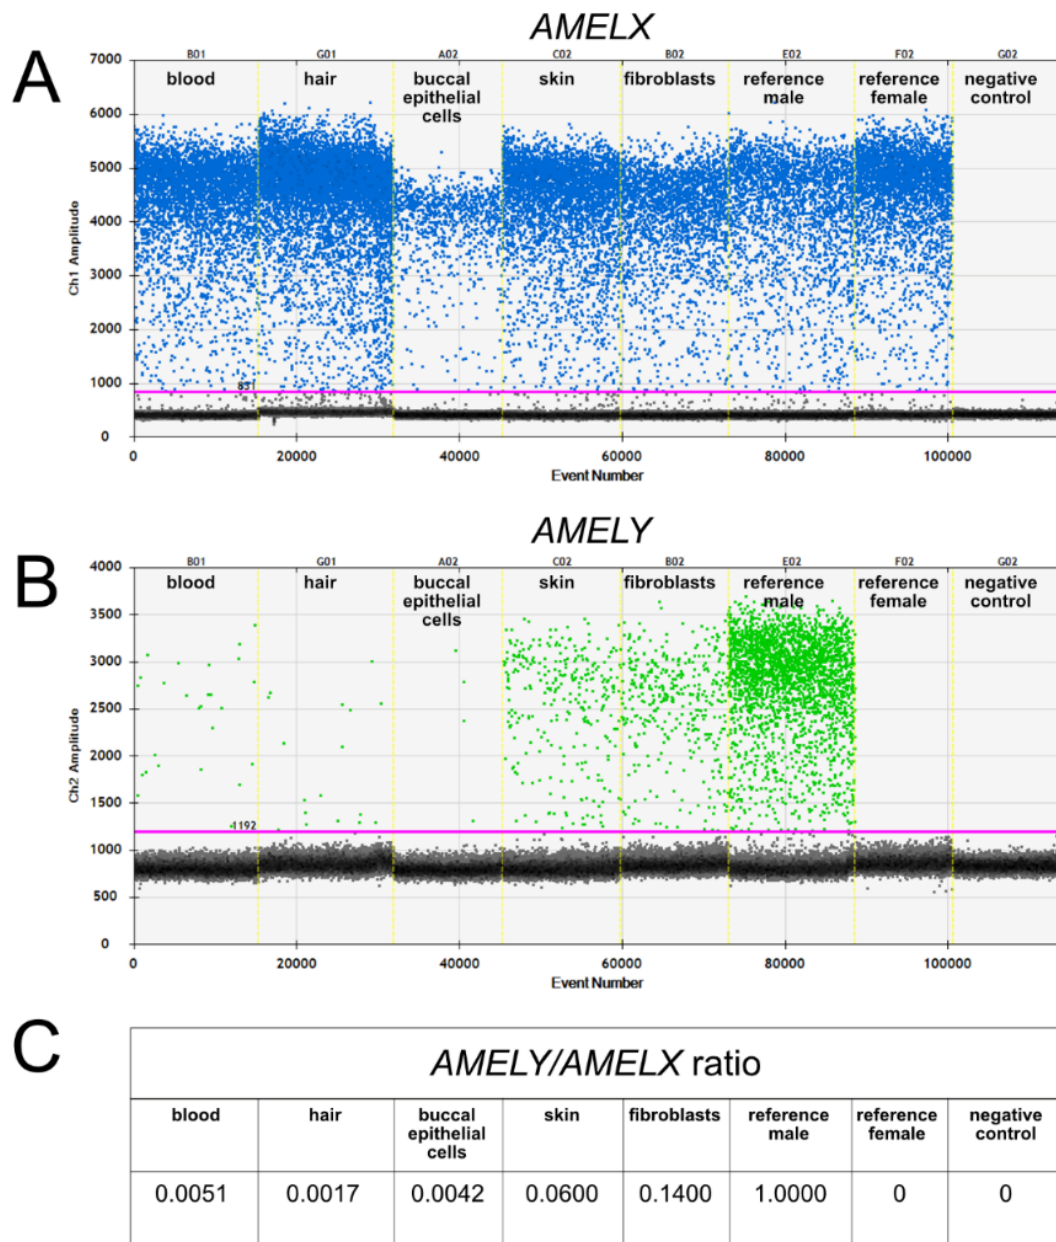 AMELX
A
B01 G01 A02 C02 B02 E02 F02 G02
blood hair buccal epithelial cells skin fibroblasts reference male reference female negative control
7000
6000
5000
4000
3000
2000
1000
0
Ch1 Amplitude
831
0 20000 40000 60000 80000 100000
Event Number
AMELY
B
B01 G01 A02 C02 B02 E02 F02 G02
blood hair buccal epithelial cells skin fibroblasts reference male reference female negative control
4000
3500
3000
2500
2000
1500
1000
500
0
Ch2 Amplitude
1192
0 20000 40000 60000 80000 100000
Event Number
C
AMELY/AMELX ratio
blood hair buccal epithelial cells skin fibroblasts reference male reference female negative control
0.0051 0.0017 0.0042 0.0600 0.1400 1.0000 0 0